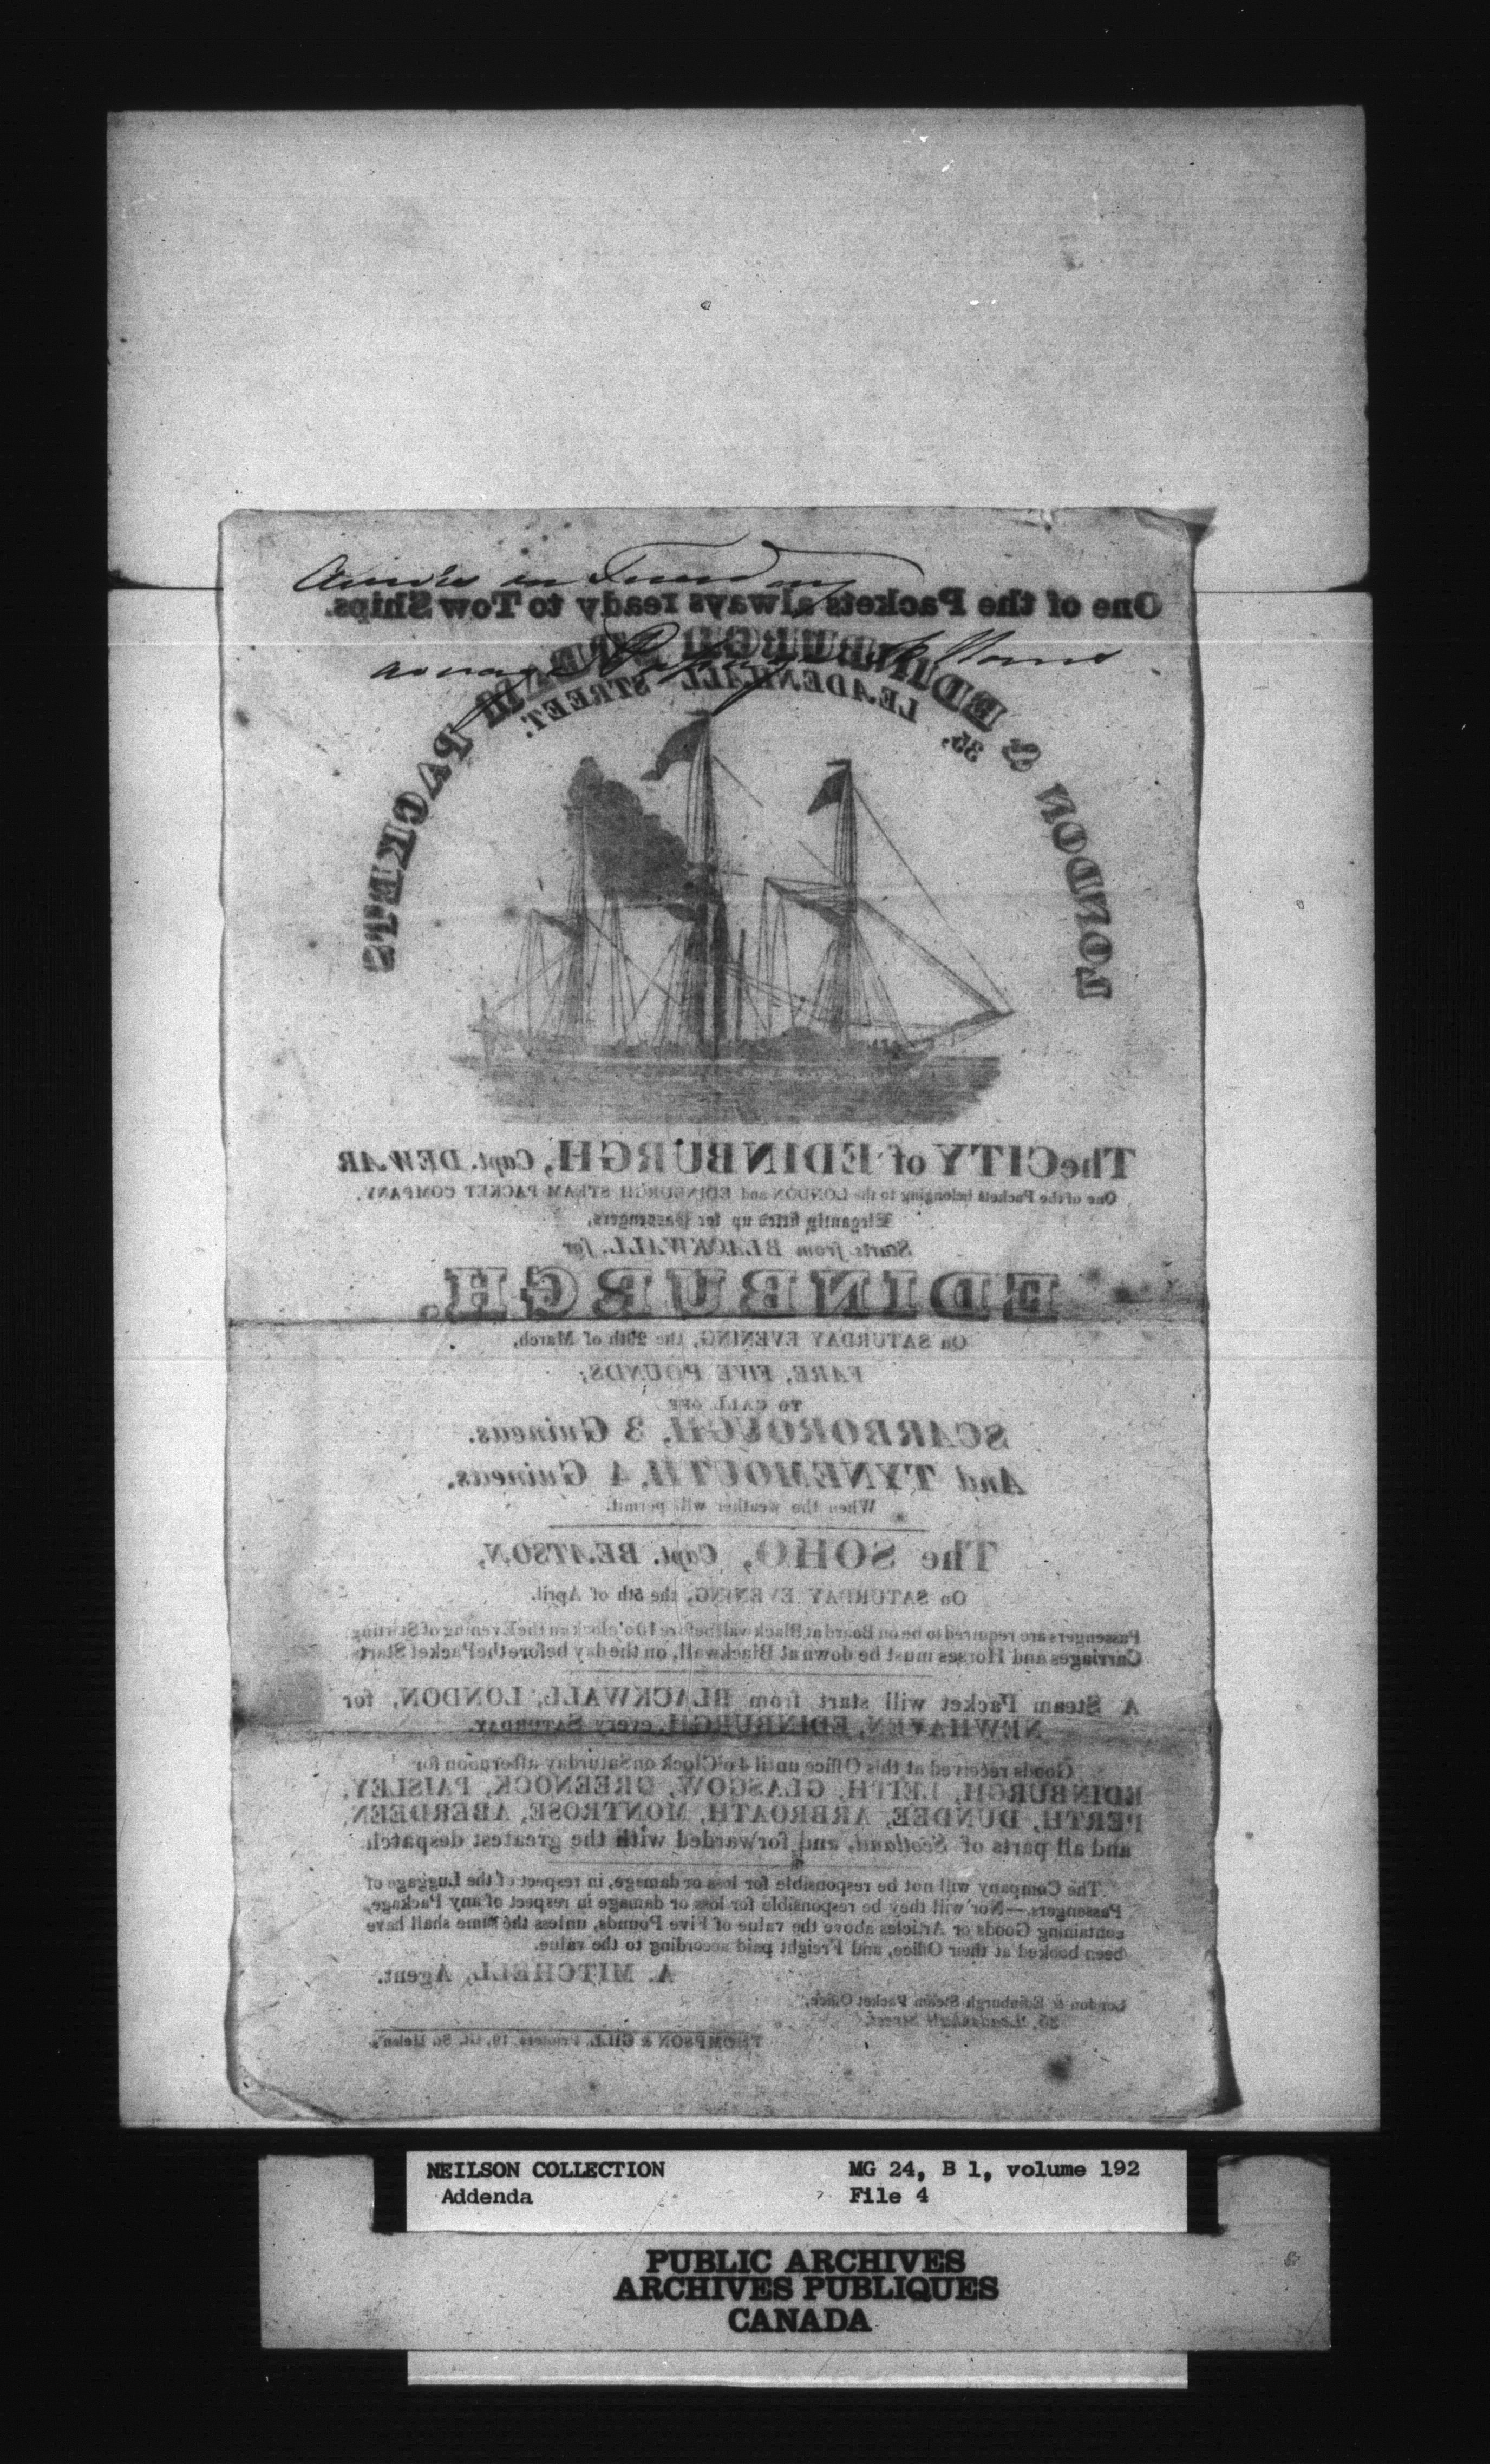 One of the Packets always ready to Tow Ships.
LONDON & EDINBURGH STEAM PACKETS
35, LEADENHALL STREET.
The CITY of EDINBURGH, Capt. DEWAR
One of the Packets belonging to the LONDON and EDINBURGH STEAM PACKET COMPANY,
Elegantly fitted up for Passengers,
Starts from BLACKWALL, for
EDINBURGH.
On SATURDAY EVENING, the 29th of March,
FARE, FIVE POUNDS;
TO CALL OFF
SCARBOROUGH, 3 Guineas.
And TYNEMOUTH, 4 Guineas.
When the weather will permit.
The SOHO, Capt. BEATSON,
On SATURDAY EVENING, the 5th of April.
Passengers are required to be on Board at Blackwall before 10 o'clock on the Evening of Starting
Carriages and Horses must be down at Blackwall, on the day before the Packet Starts.
A Steam Packet will start from BLACKWALL, LONDON, for
NEWHAVEN, EDINBURGH, every SATURDAY.
Goods received at this Office until 4 o'Clock on Saturday afternoon for
EDINBURGH, LEITH, GLASGOW, GREENOCK, PAISLEY,
PERTH, DUNDEE, ARBROATH, MONTROSE, ABERDEEN,
and all parts of Scotland, and forwarded with the greatest despatch.
The Company will not be responsible for loss or damage, in respect of the Luggage of
Passengers.—Nor will they be responsible for loss or damage in respect of any Package,
containing Goods or Articles above the value of Five Pounds, unless the same shall have
been booked at their Office, and Freight paid according to the value.
A. MITCHELL, Agent.
London & Edinburgh Steam Packet Office,
35, Leadenhall Street.
THOMPSON & GILL, Printers, 19, Gt. St. Helen's.
NEILSON COLLECTION MG 24, B 1, volume 192
Addenda File 4
PUBLIC ARCHIVES
ARCHIVES PUBLIQUES
CANADA